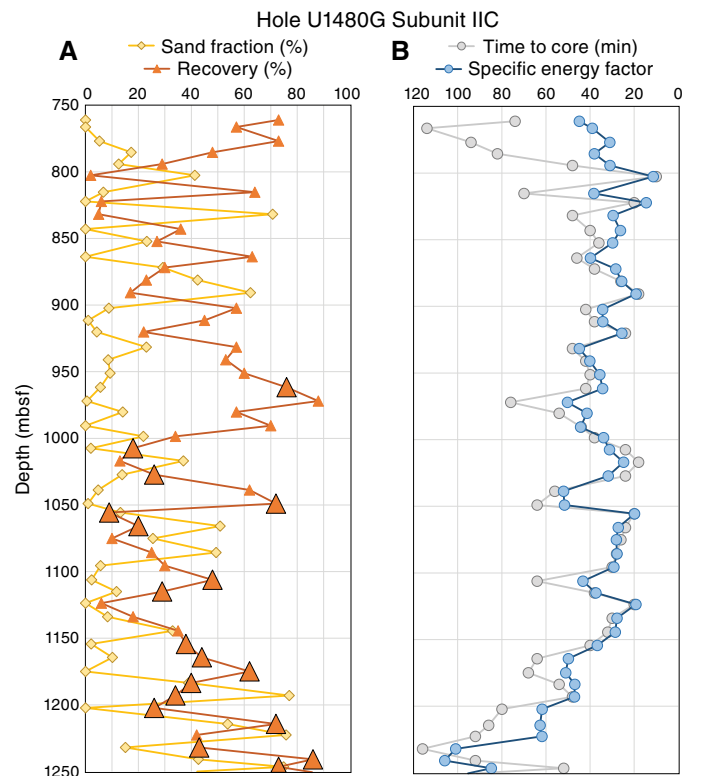 Hole U1480G Subunit IIC
A
Sand fraction (%)
Recovery (%)
B
Time to core (min)
Specific energy factor
0 20 40 60 80 100
120 100 80 60 40 20 0
Depth (mbsf)
750
800
850
900
950
1000
1050
1100
1150
1200
1250